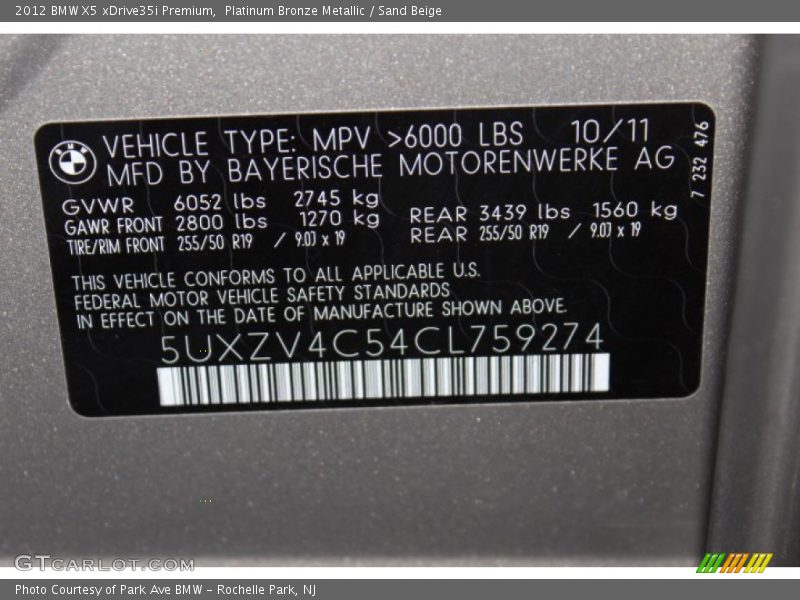 2012 BMW X5 xDrive35i Premium,  Platinum Bronze Metallic / Sand Beige
VEHICLE TYPE: MPV >6000 LBS 10/11
MFD BY BAYERISCHE MOTORENWERKE AG
7 232 476
GVWR 6052 lbs 2745 kg
GAWR FRONT 2800 lbs 1270 kg REAR 3439 lbs 1560 kg
TIRE/RIM FRONT 255/50 R19 / 9.0J x 19 REAR 255/50 R19 / 9.0J x 19
THIS VEHICLE CONFORMS TO ALL APPLICABLE U.S.
FEDERAL MOTOR VEHICLE SAFETY STANDARDS
IN EFFECT ON THE DATE OF MANUFACTURE SHOWN ABOVE.
5UXZV4C54CL759274
GTCARLOT.COM
Photo Courtesy of Park Ave BMW - Rochelle Park, NJ